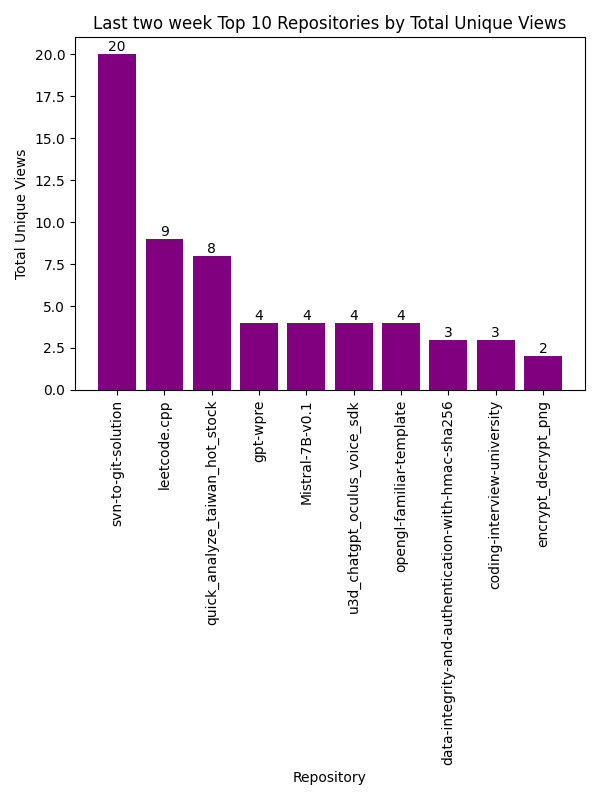 Last two week Top 10 Repositories by Total Unique Views
20
9
8
4
4
4
4
3
3
2
20.0
17.5
15.0
12.5
10.0
7.5
5.0
2.5
0.0
Total Unique Views
svn-to-git-solution
leetcode.cpp
quick_analyze_taiwan_hot_stock
gpt-wpre
Mistral-7B-v0.1
u3d_chatgpt_oculus_voice_sdk
opengl-familiar-template
data-integrity-and-authentication-with-hmac-sha256
coding-interview-university
encrypt_decrypt_png
Repository